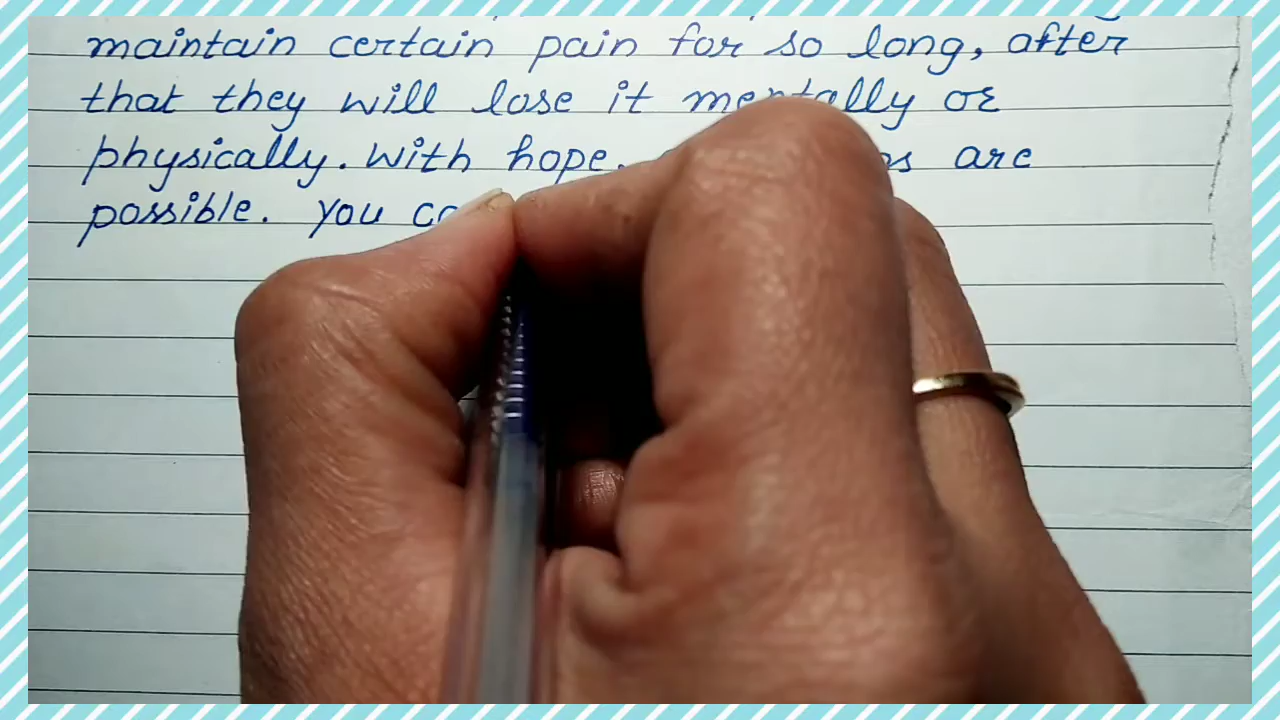 maintain certain pain for so long, after
that they will lose it mentally or
physically. With hope, are
possible. You